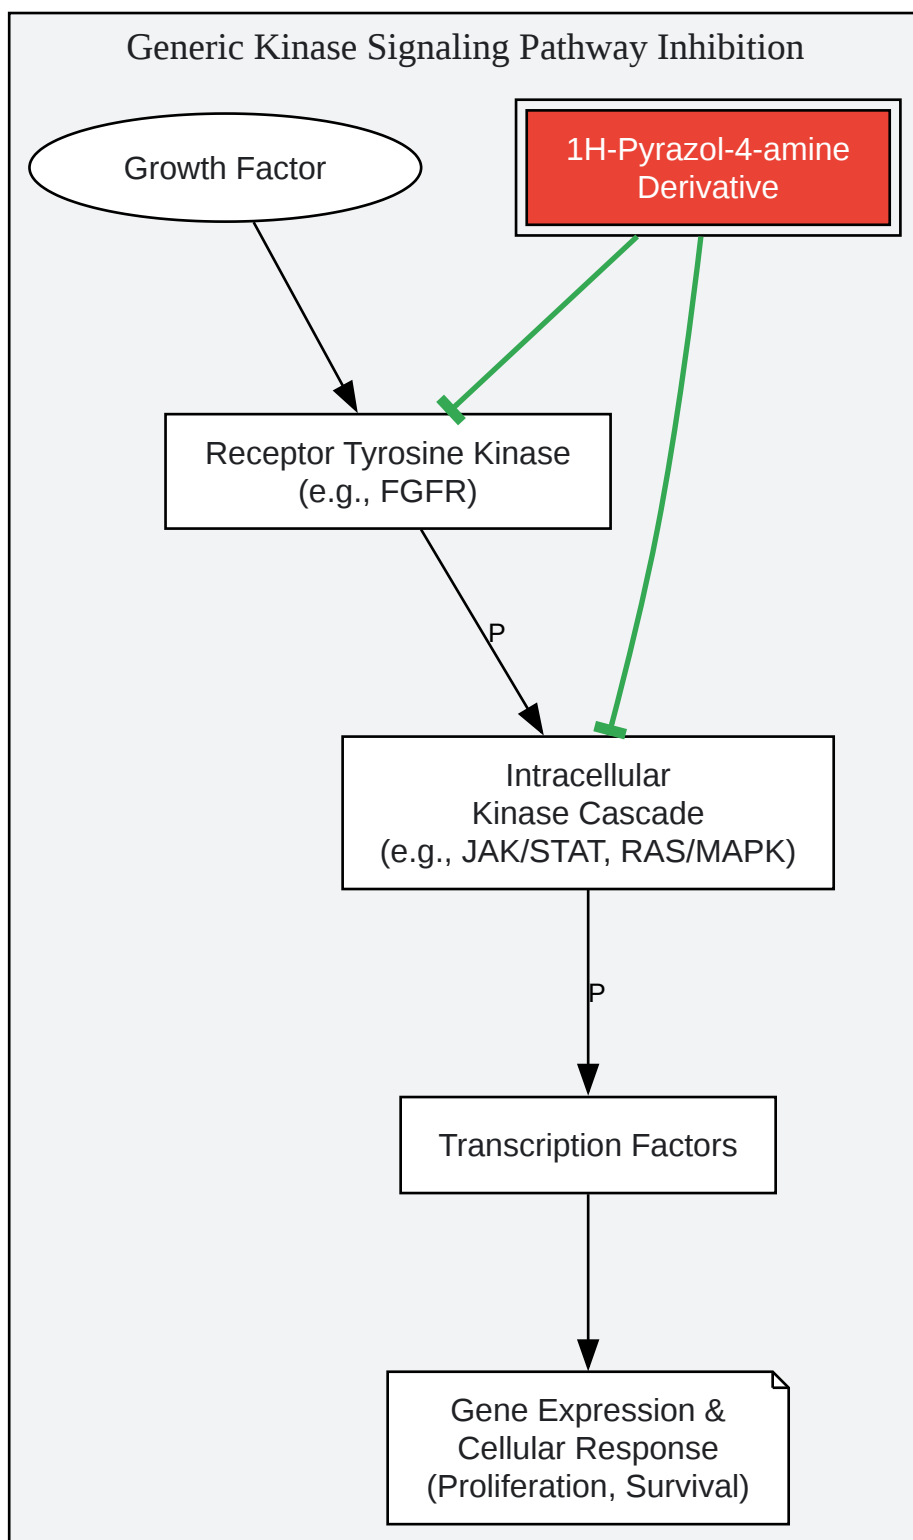 Generic Kinase Signaling Pathway Inhibition
Growth Factor
1H-Pyrazol-4-amine
Derivative
Receptor Tyrosine Kinase
(e.g., FGFR)
P
Intracellular
Kinase Cascade
(e.g., JAK/STAT, RAS/MAPK)
P
Transcription Factors
Gene Expression &
Cellular Response
(Proliferation, Survival)